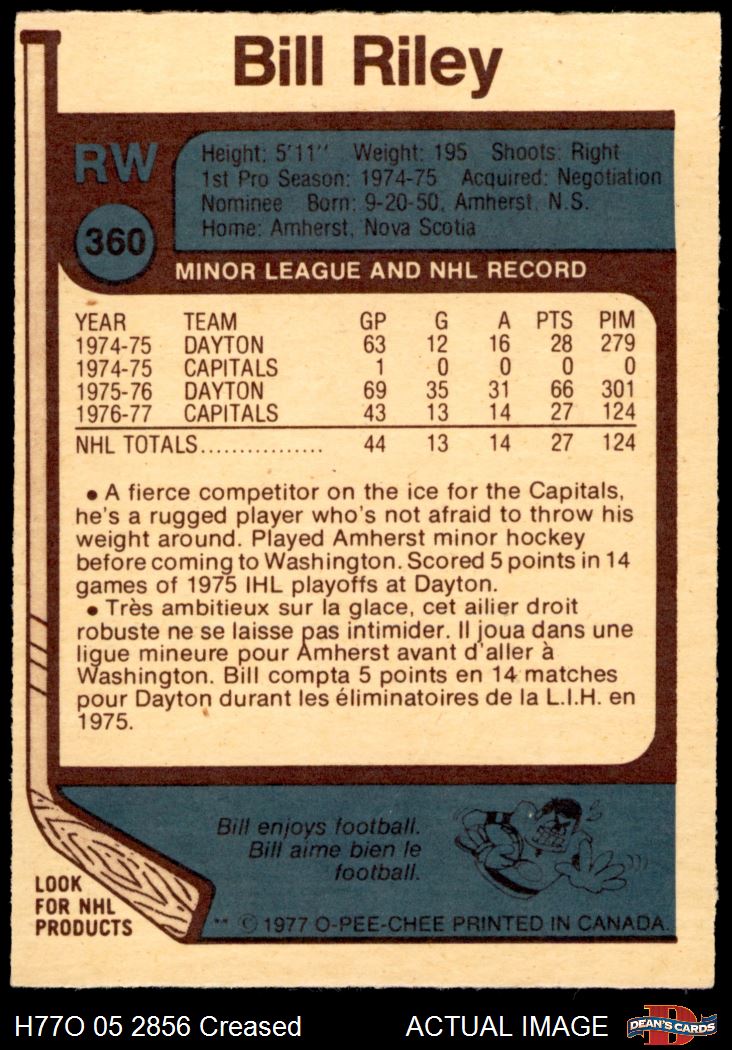 Bill Riley
RW
360
Height: 5'11" Weight: 195 Shoots: Right
1st Pro Season: 1974-75 Acquired: Negotiation
Nominee Born: 9-20-50, Amherst, N.S.
Home: Amherst, Nova Scotia
MINOR LEAGUE AND NHL RECORD
YEAR TEAM GP G A PTS PIM
1974-75 DAYTON 63 12 16 28 279
1974-75 CAPITALS 1 0 0 0 0
1975-76 DAYTON 69 35 31 66 301
1976-77 CAPITALS 43 13 14 27 124
NHL TOTALS................ 44 13 14 27 124
• A fierce competitor on the ice for the Capitals,
he's a rugged player who's not afraid to throw his
weight around. Played Amherst minor hockey
before coming to Washington. Scored 5 points in 14
games of 1975 IHL playoffs at Dayton.
• Très ambitieux sur la glace, cet ailier droit
robuste ne se laisse pas intimider. Il joua dans une
ligue mineure pour Amherst avant d'aller à
Washington. Bill compta 5 points en 14 matches
pour Dayton durant les éliminatoires de la L.I.H. en
1975.
Bill enjoys football.
Bill aime bien le
football.
LOOK
FOR NHL
PRODUCTS
** © 1977 O-PEE-CHEE PRINTED IN CANADA.
H77O 05 2856 Creased ACTUAL IMAGE
D
DEAN'S CARDS